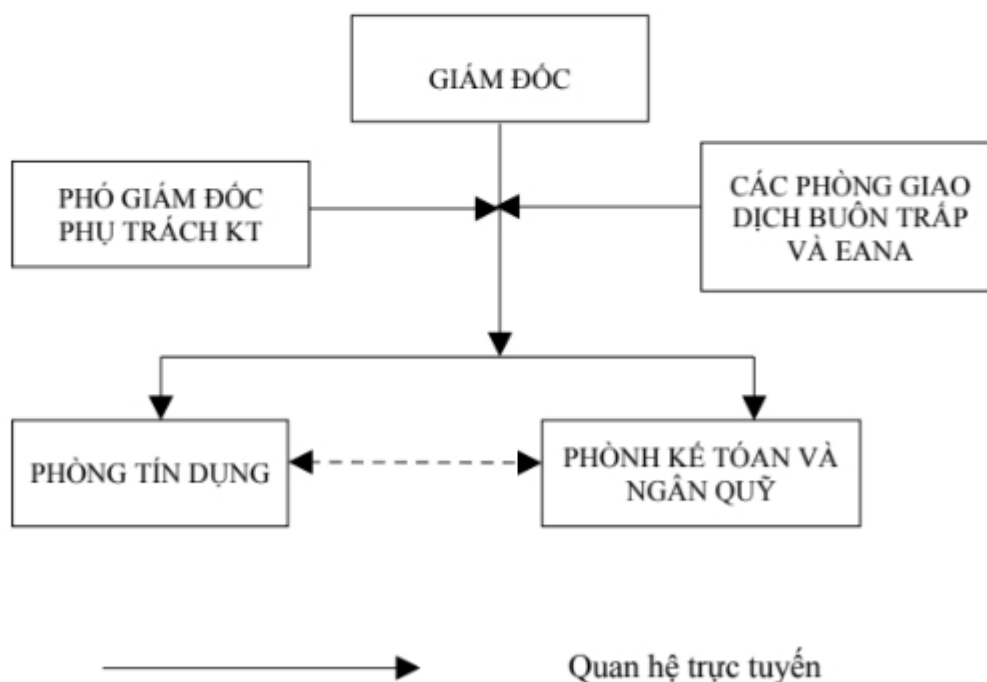 GIÁM ĐỐC
PHÓ GIÁM ĐỐC
PHỤ TRÁCH KT
CÁC PHÒNG GIAO
DỊCH BUÔN TRẤP
VÀ EANA
PHÒNG TÍN DỤNG
PHÒNH KẾ TÓAN VÀ
NGÂN QUỸ
Quan hệ trực tuyến